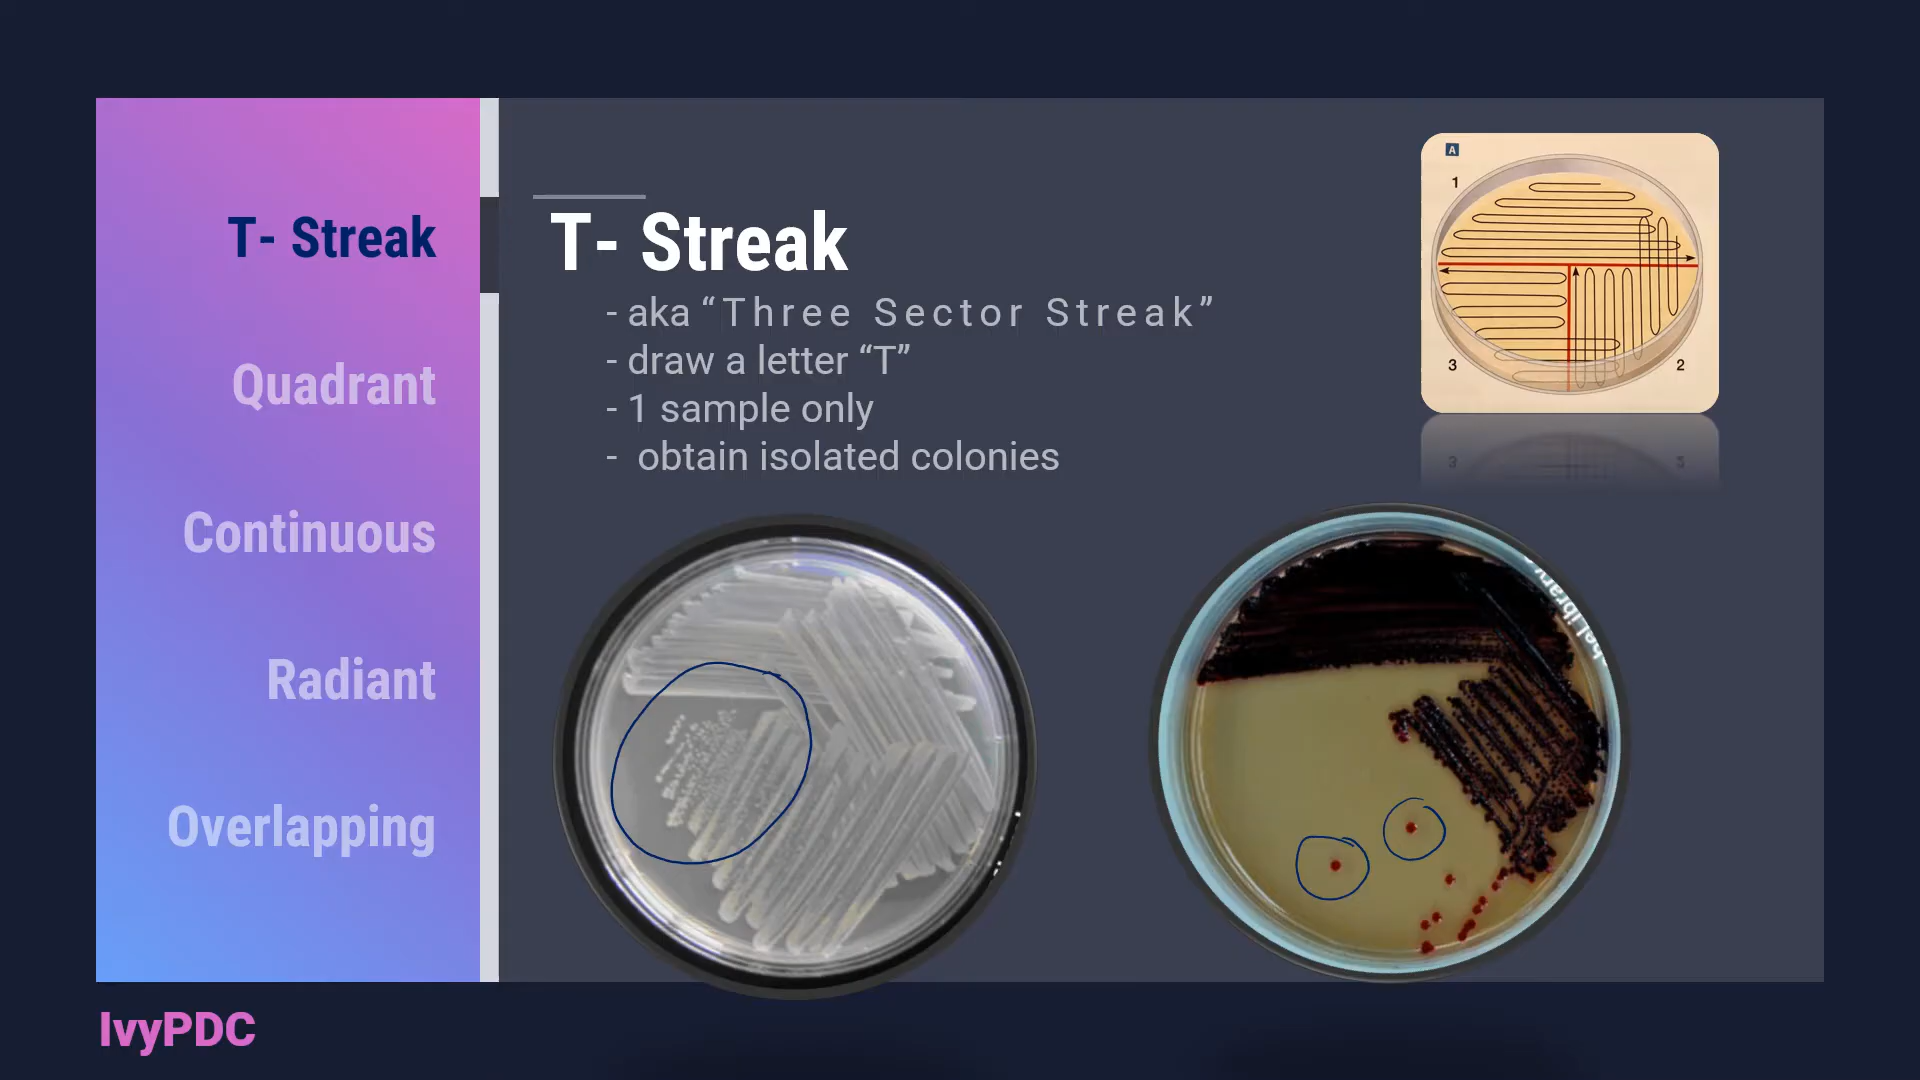 T- Streak
Quadrant
Continuous
Radiant
Overlapping
T- Streak
- aka “Three Sector Streak”
- draw a letter “T”
- 1 sample only
- obtain isolated colonies
A
1
3
2
IvyPDC